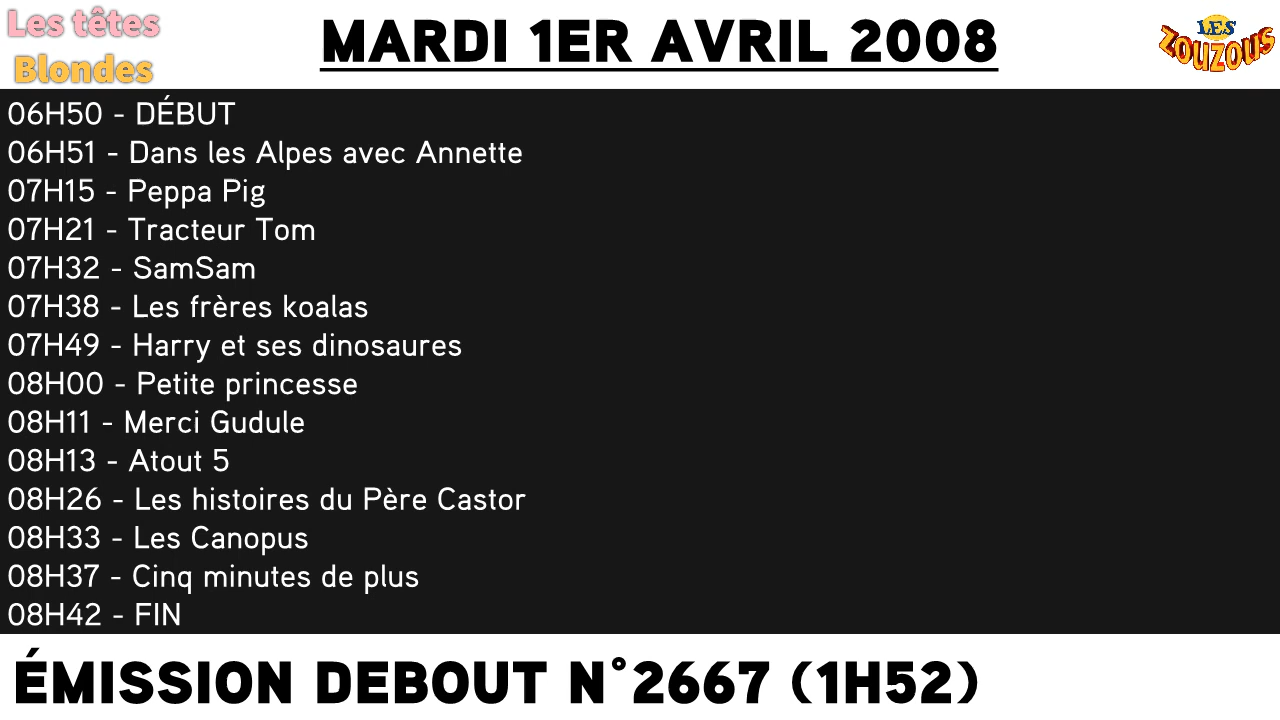 Les têtes
Blondes
MARDI 1ER AVRIL 2008
LES
ZOUZOUS
06H50 - DÉBUT
06H51 - Dans les Alpes avec Annette
07H15 - Peppa Pig
07H21 - Tracteur Tom
07H32 - SamSam
07H38 - Les frères koalas
07H49 - Harry et ses dinosaures
08H00 - Petite princesse
08H11 - Merci Gudule
08H13 - Atout 5
08H26 - Les histoires du Père Castor
08H33 - Les Canopus
08H37 - Cinq minutes de plus
08H42 - FIN
ÉMISSION DEBOUT N°2667 (1H52)